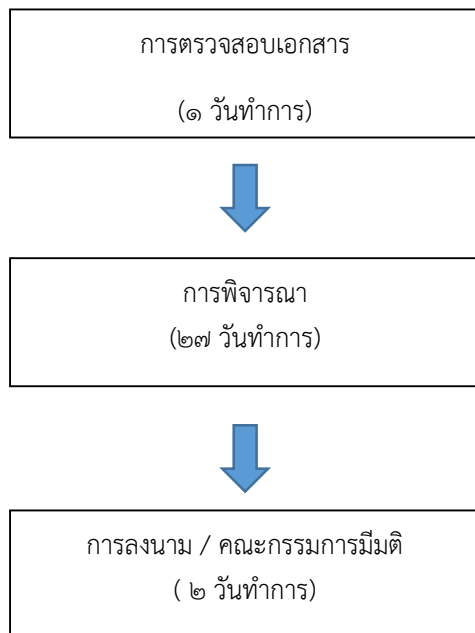 การตรวจสอบเอกสาร
(๑ วันทำการ)
การพิจารณา
(๒๗ วันทำการ)
การลงนาม / คณะกรรมการมีมติ
( ๒ วันทำการ)